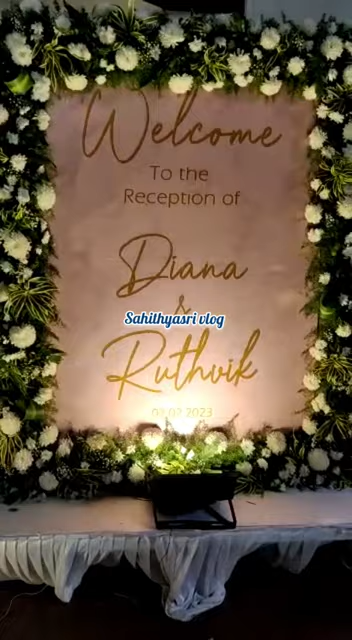 Welcome
To the
Reception of
Diana
&
Sahithyasri vlog
Ruthvik
03.02.2023